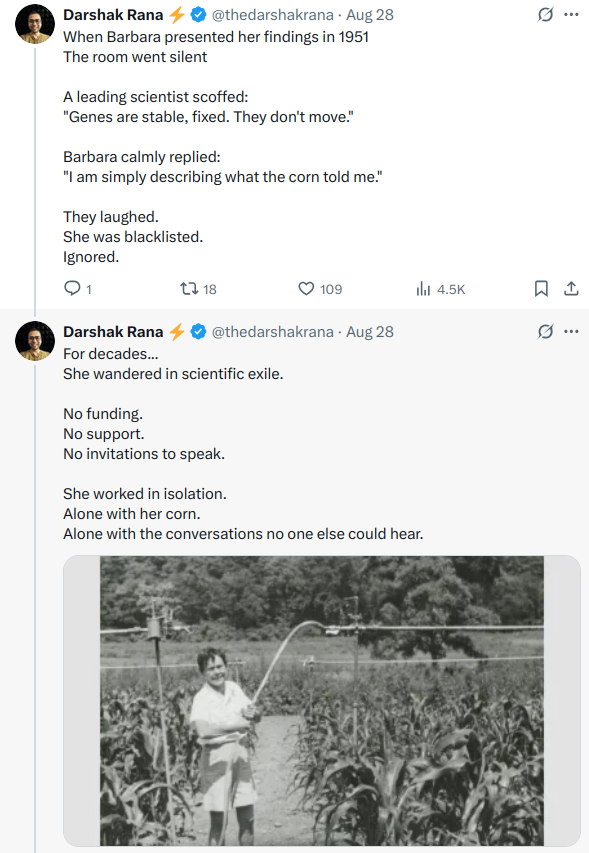 Darshak Rana ⚡ @thedarshakrana · Aug 28
When Barbara presented her findings in 1951
The room went silent
A leading scientist scoffed:
"Genes are stable, fixed. They don't move."
Barbara calmly replied:
"I am simply describing what the corn told me."
They laughed.
She was blacklisted.
Ignored.
1 18 109 4.5K
Darshak Rana ⚡ @thedarshakrana · Aug 28
For decades...
She wandered in scientific exile.
No funding.
No support.
No invitations to speak.
She worked in isolation.
Alone with her corn.
Alone with the conversations no one else could hear.